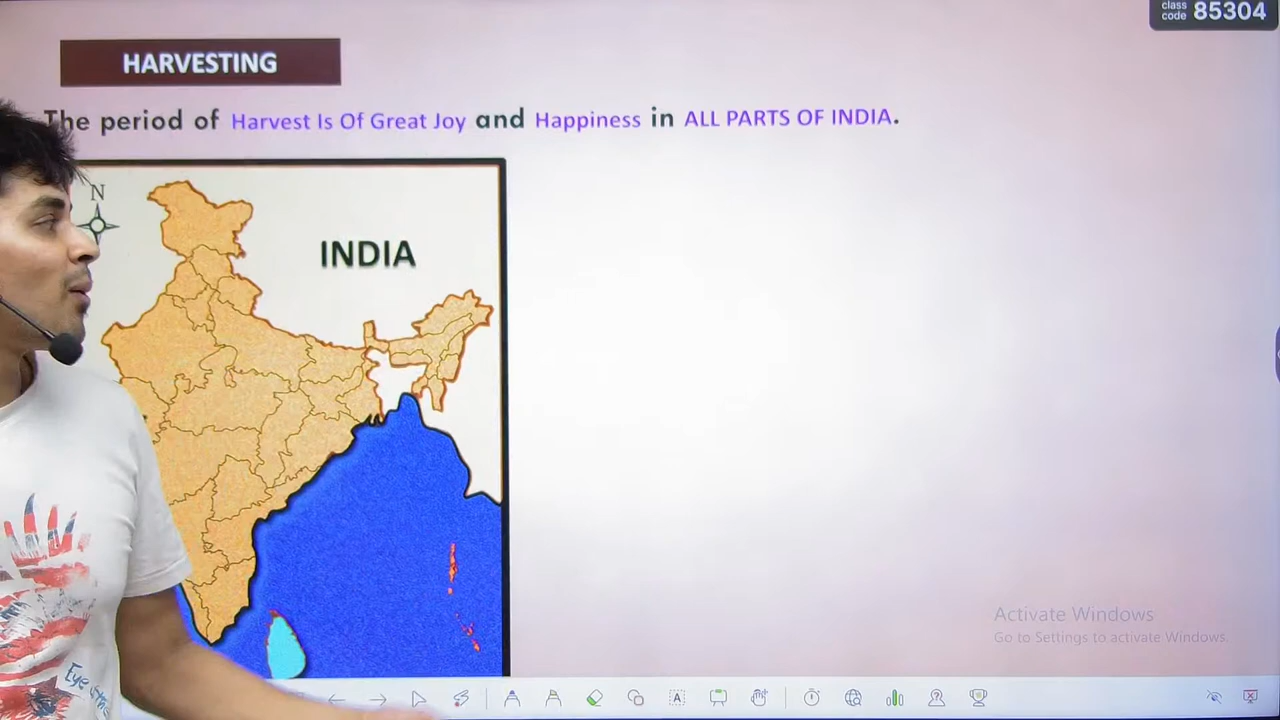 class
code 85304
HARVESTING
The period of Harvest Is Of Great Joy and Happiness in ALL PARTS OF INDIA.
N
INDIA
Activate Windows
Go to Settings to activate Windows.